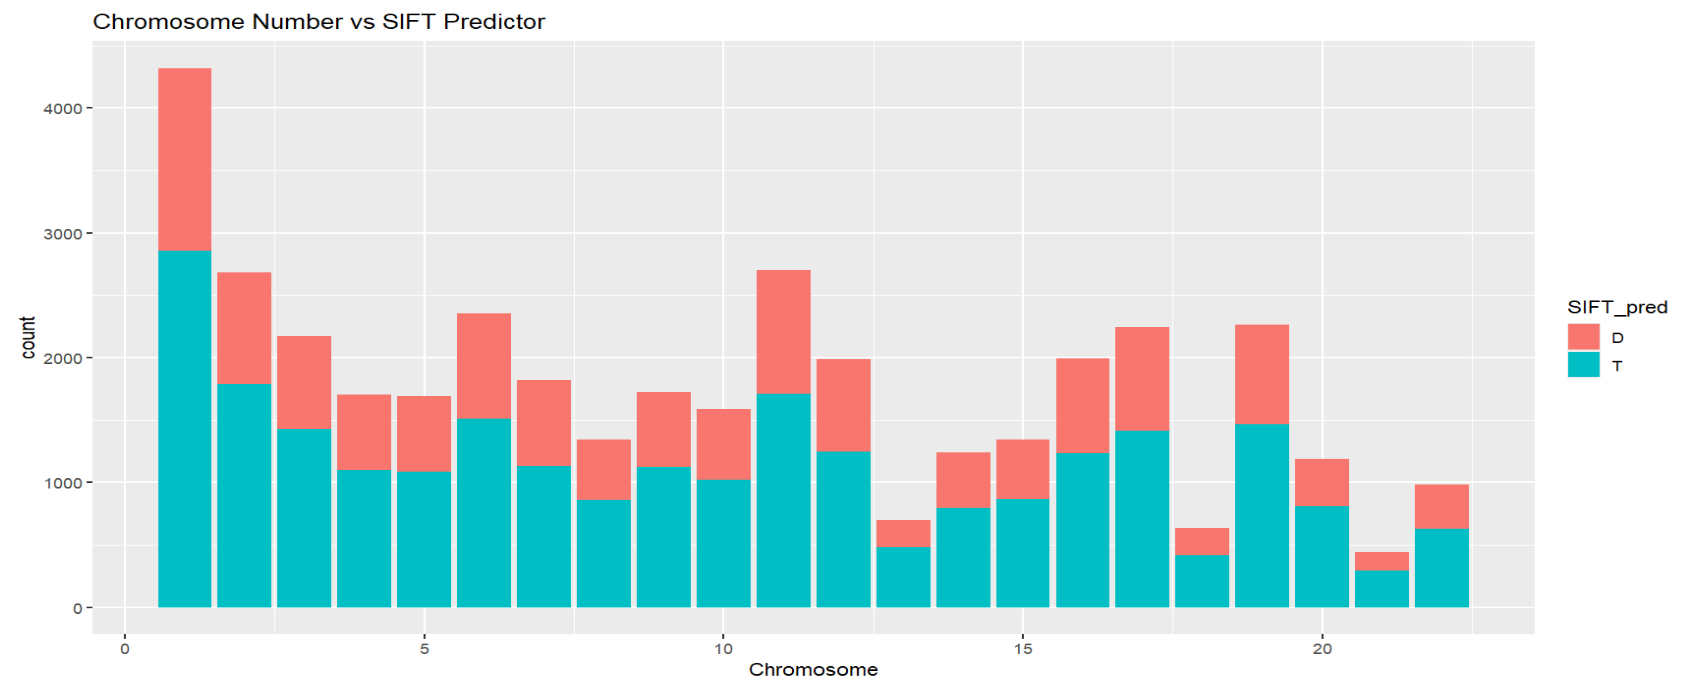 Chromosome Number vs SIFT Predictor
4000
3000
2000
1000
0
count
0 5 10 15 20
Chromosome
SIFT_pred
D
T